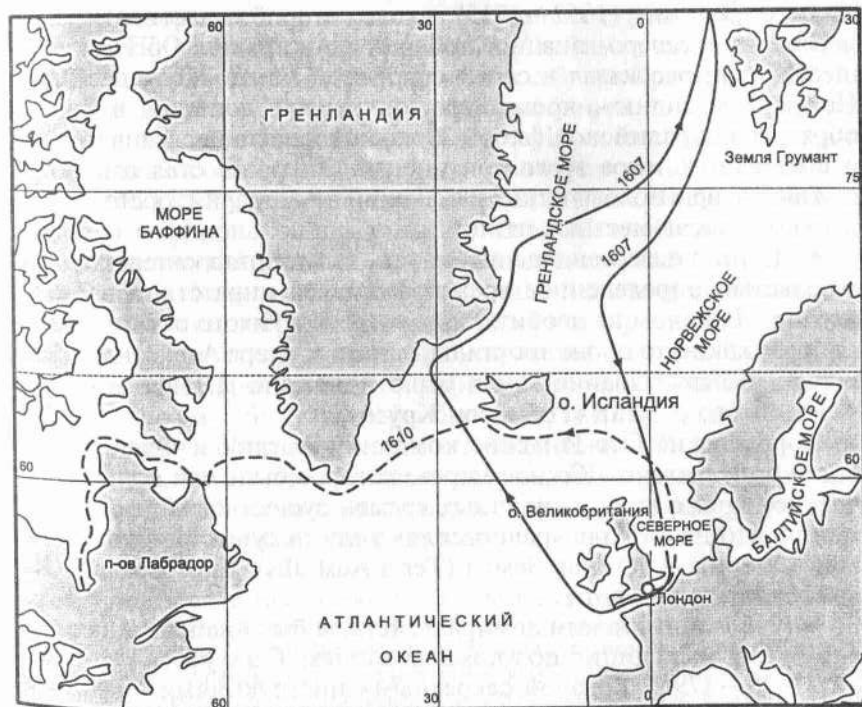 60
30
0
30
ГРЕНЛАНДИЯ
Земля Грумант
75
МОРЕ
БАФФИНА
ГРЕНЛАНДСКОЕ МОРЕ
1607
1607
НОРВЕЖСКОЕ
МОРЕ
о. Исландия
1610
60
60
о. Великобритания
СЕВЕРНОЕ
МОРЕ
БАЛТИЙСКОЕ МОРЕ
п-ов Лабрадор
Лондон
АТЛАНТИЧЕСКИЙ
ОКЕАН
60
30
0